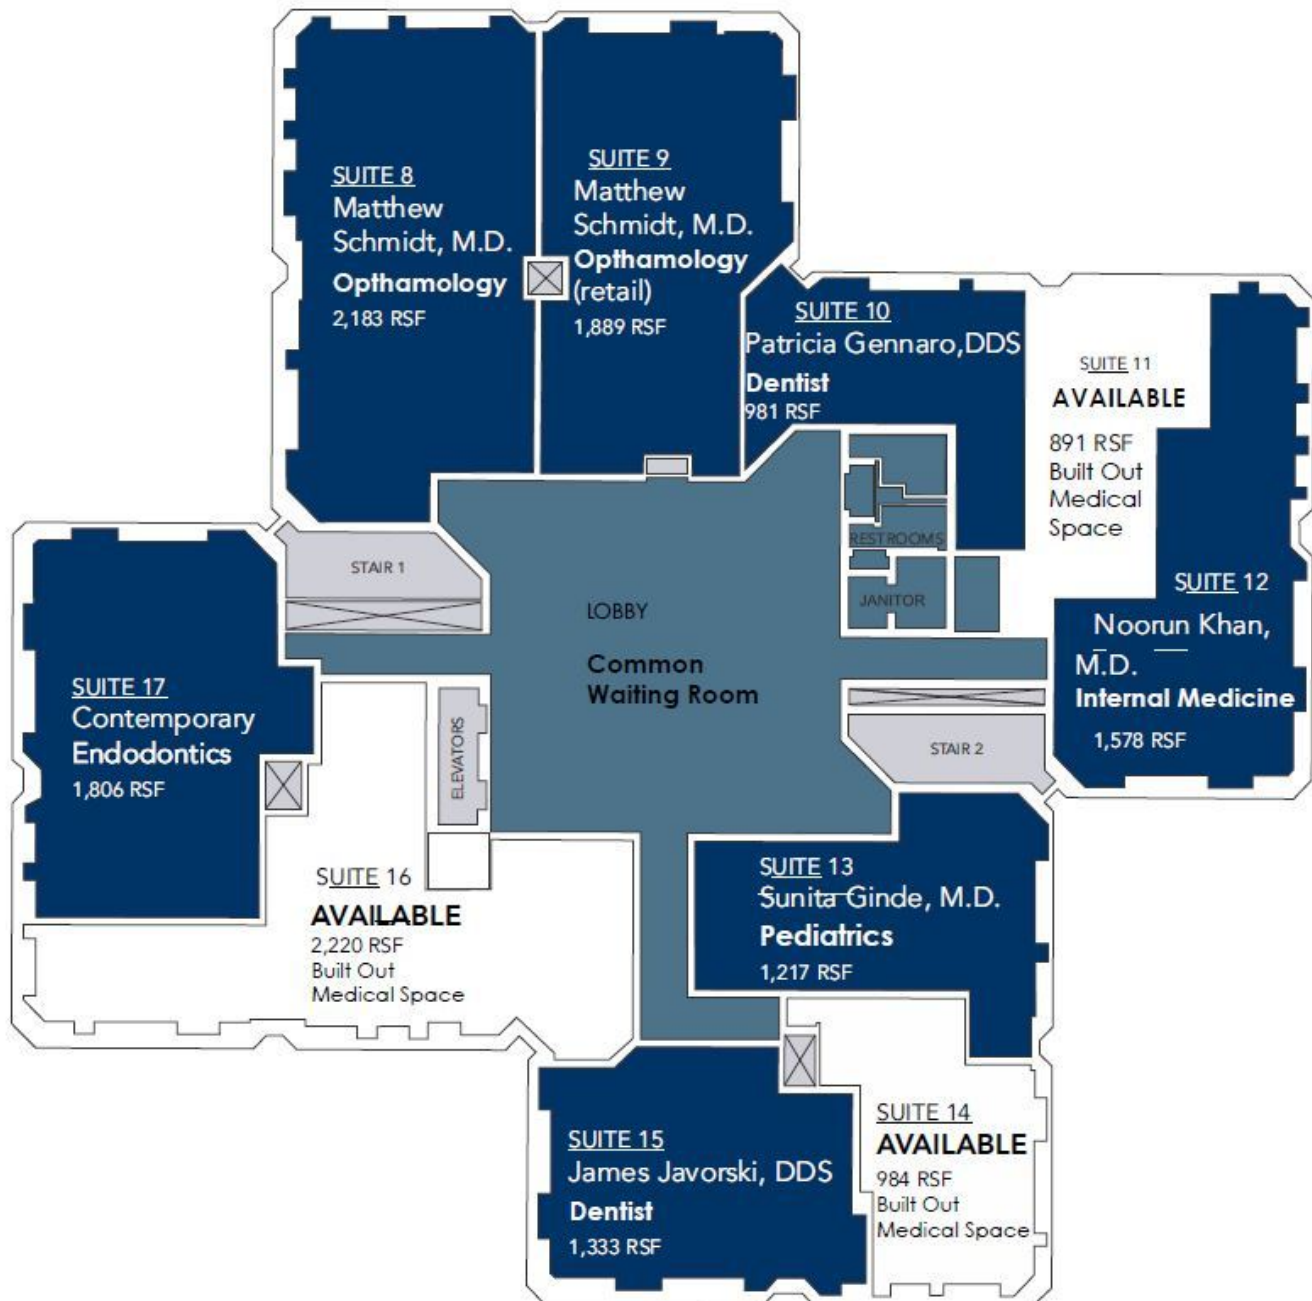 SUITE 8
Matthew
Schmidt, M.D.
Opthamology
2,183 RSF
SUITE 9
Matthew
Schmidt, M.D.
Opthamology
(retail)
1,889 RSF
SUITE 10
Patricia Gennaro,DDS
Dentist
981 RSF
SUITE 11
AVAILABLE
891 RSF
Built Out
Medical
Space
SUITE 12
Noorun Khan,
M.D.
Internal Medicine
1,578 RSF
RESTROOMS
JANITOR
STAIR 1
LOBBY
Common
Waiting Room
ELEVATORS
STAIR 2
SUITE 17
Contemporary
Endodontics
1,806 RSF
SUITE 16
AVAILABLE
2,220 RSF
Built Out
Medical Space
SUITE 13
Sunita Ginde, M.D.
Pediatrics
1,217 RSF
SUITE 15
James Javorski, DDS
Dentist
1,333 RSF
SUITE 14
AVAILABLE
984 RSF
Built Out
Medical Space